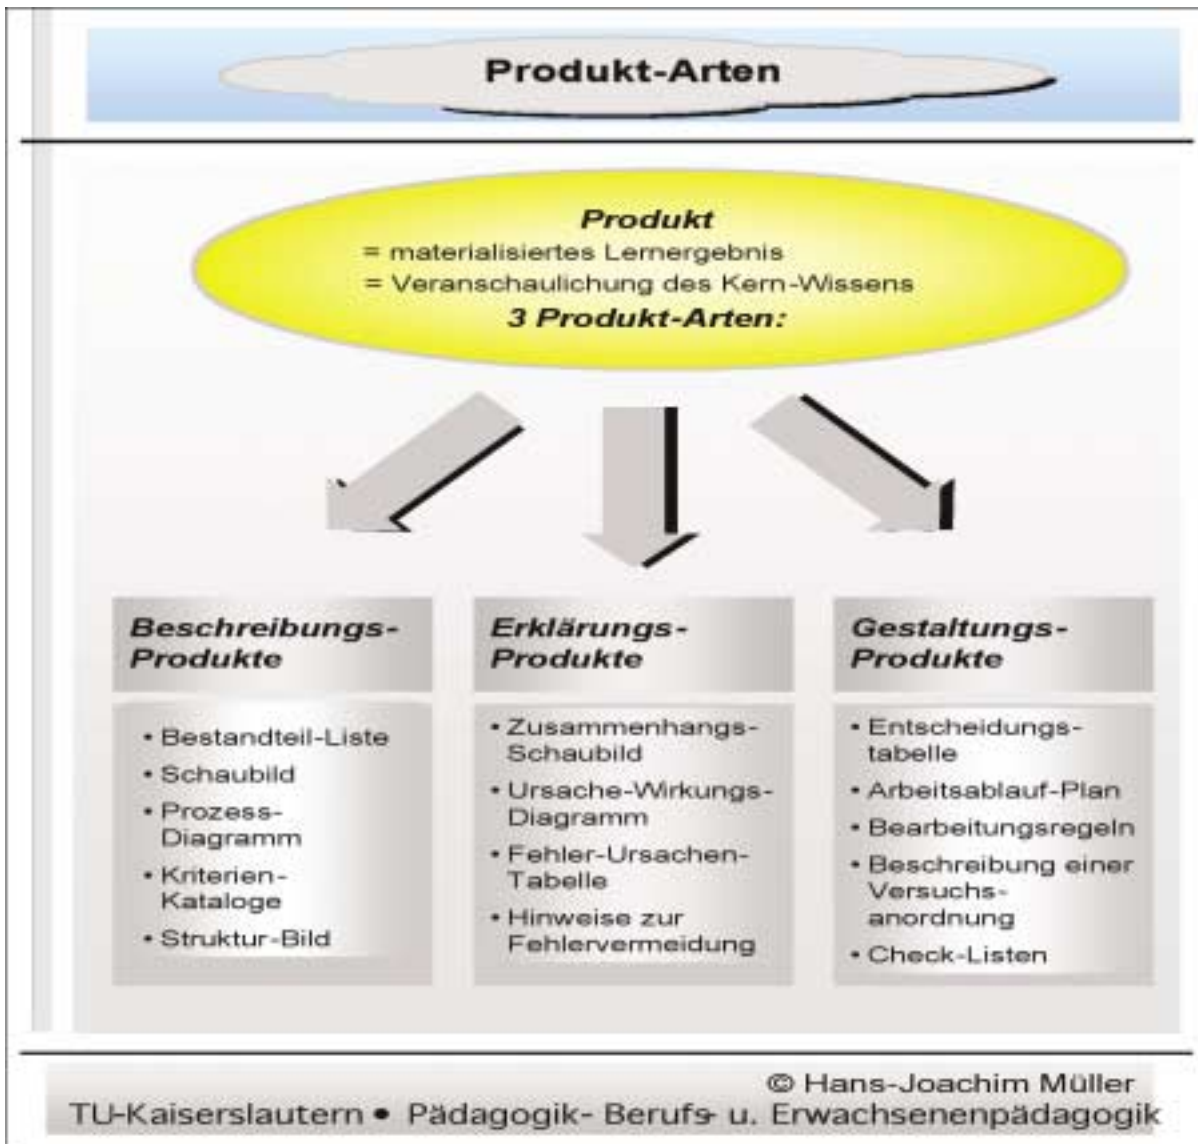 Produkt-Arten
Produkt
= materialisiertes Lernergebnis
= Veranschaulichung des Kern-Wissens
3 Produkt-Arten:
Beschreibungs-
Produkte
• Bestandteil-Liste
• Schaubild
• Prozess-
Diagramm
• Kriterien-
Kataloge
• Struktur-Bild
Erklärungs-
Produkte
• Zusammenhangs-
Schaubild
• Ursache-Wirkungs-
Diagramm
• Fehler-Ursachen-
Tabelle
• Hinweise zur
Fehlervermeidung
Gestaltungs-
Produkte
• Entscheidungs-
tabelle
• Arbeitsablauf-Plan
• Bearbeitungsregeln
• Beschreibung einer
Versuchs-
anordnung
• Check-Listen
© Hans-Joachim Müller
TU-Kaiserslautern • Pädagogik- Berufs- u. Erwachsenenpädagogik